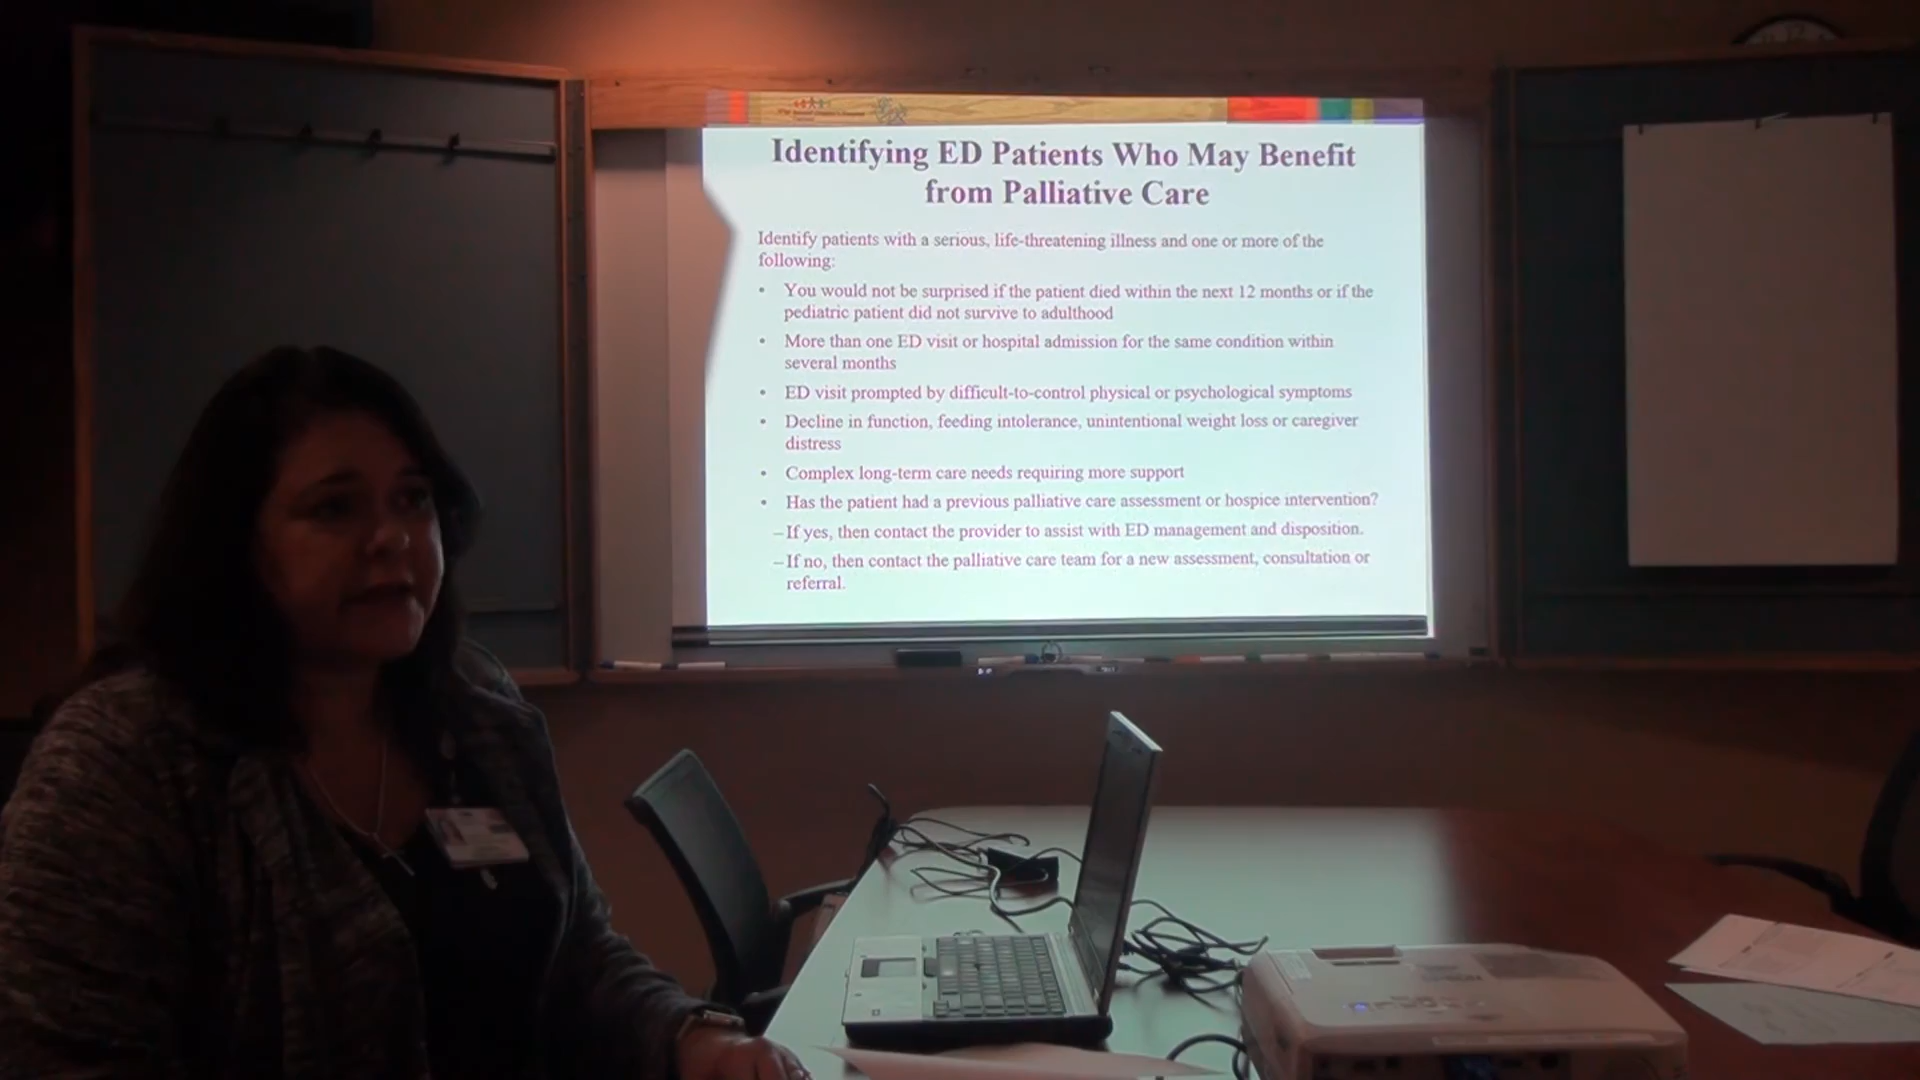 Identifying ED Patients Who May Benefit
from Palliative Care
Identify patients with a serious, life-threatening illness and one or more of the
following:
• You would not be surprised if the patient died within the next 12 months or if the
pediatric patient did not survive to adulthood
• More than one ED visit or hospital admission for the same condition within
several months
• ED visit prompted by difficult-to-control physical or psychological symptoms
• Decline in function, feeding intolerance, unintentional weight loss or caregiver
distress
• Complex long-term care needs requiring more support
• Has the patient had a previous palliative care assessment or hospice intervention?
– If yes, then contact the provider to assist with ED management and disposition.
– If no, then contact the palliative care team for a new assessment, consultation or
referral.